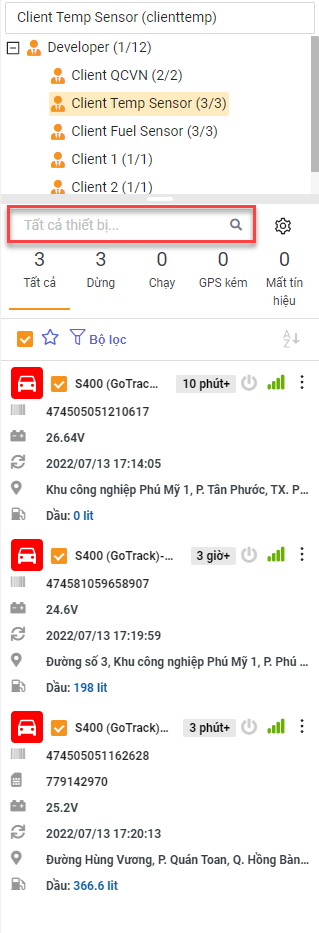 Client Temp Sensor (clienttemp)
Developer (1/12)
Client QCVN (2/2)
Client Temp Sensor (3/3)
Client Fuel Sensor (3/3)
Client 1 (1/1)
Client 2 (1/1)
Tất cả thiết bị...
3 3 0 0 0
Tất cả Dừng Chạy GPS kém Mất tín
hiệu
Bộ lọc
S400 (GoTrac... 10 phút+
474505051210617
26.64V
2022/07/13 17:14:05
Khu công nghiệp Phú Mỹ 1, P. Tân Phước, TX. P...
Dầu: 0 lit
S400 (GoTrack)-... 3 giờ+
474581059658907
24.6V
2022/07/13 17:19:59
Đường số 3, Khu công nghiệp Phú Mỹ 1, P. Phú ...
Dầu: 198 lit
S400 (GoTrack)... 3 phút+
474505051162628
779142970
25.2V
2022/07/13 17:20:13
Đường Hùng Vương, P. Quán Toan, Q. Hồng Bàn...
Dầu: 366.6 lit